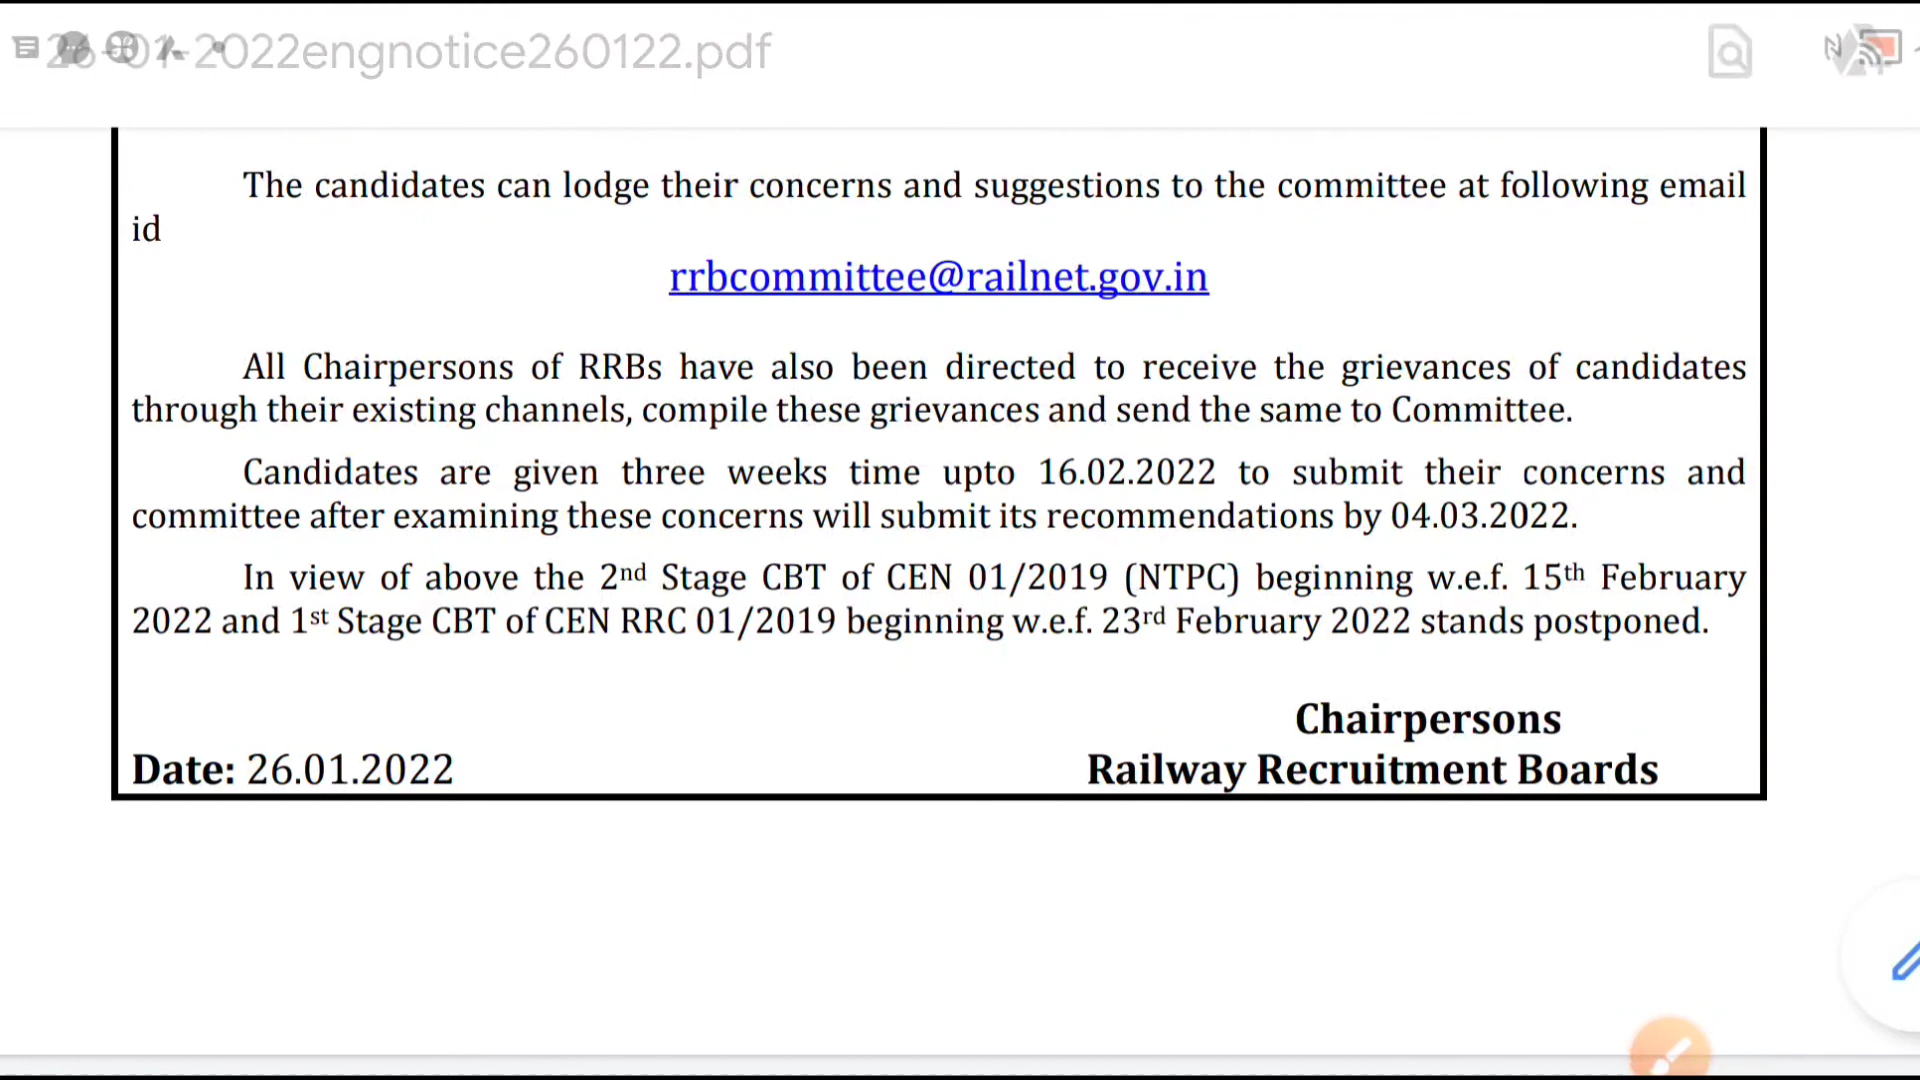 26-01-2022engnotice260122.pdf
The candidates can lodge their concerns and suggestions to the committee at following email
id
rrbcommittee@railnet.gov.in
All Chairpersons of RRBs have also been directed to receive the grievances of candidates
through their existing channels, compile these grievances and send the same to Committee.
Candidates are given three weeks time upto 16.02.2022 to submit their concerns and
committee after examining these concerns will submit its recommendations by 04.03.2022.
In view of above the 2nd Stage CBT of CEN 01/2019 (NTPC) beginning w.e.f. 15th February
2022 and 1st Stage CBT of CEN RRC 01/2019 beginning w.e.f. 23rd February 2022 stands postponed.
Chairpersons
Date: 26.01.2022 Railway Recruitment Boards